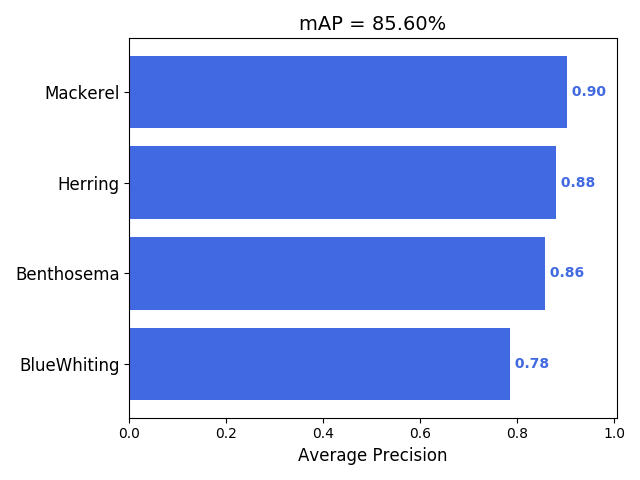 mAP = 85.60%
Mackerel 0.90
Herring 0.88
Benthosema 0.86
BlueWhiting 0.78
0.0 0.2 0.4 0.6 0.8 1.0
Average Precision